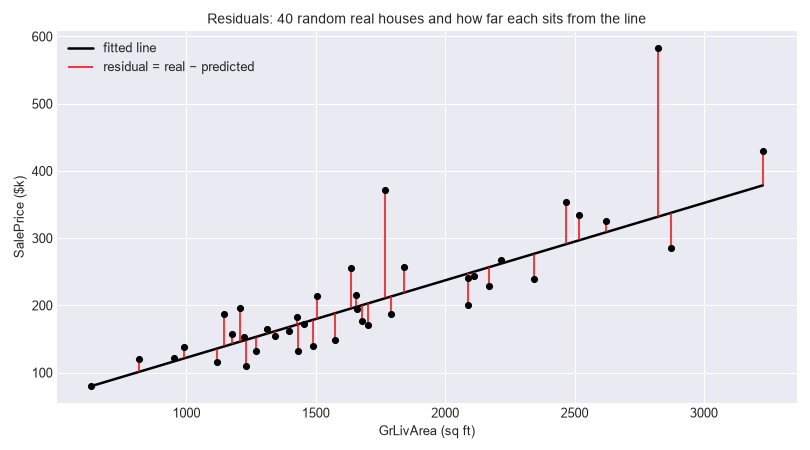 Residuals: 40 random real houses and how far each sits from the line
fitted line
residual = real − predicted
600
500
400
300
200
100
SalePrice ($k)
1000 1500 2000 2500 3000
GrLivArea (sq ft)